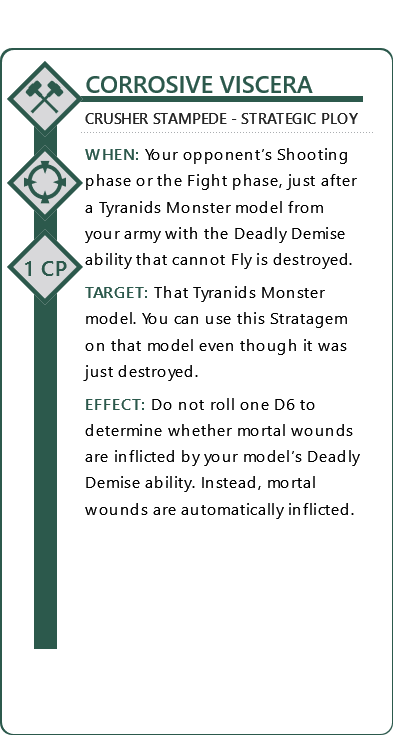 CORROSIVE VISCERA
CRUSHER STAMPEDE - STRATEGIC PLOY
WHEN: Your opponent's Shooting
phase or the Fight phase, just after
a Tyranids Monster model from
your army with the Deadly Demise
ability that cannot Fly is destroyed.
1 CP
TARGET: That Tyranids Monster
model. You can use this Stratagem
on that model even though it was
just destroyed.
EFFECT: Do not roll one D6 to
determine whether mortal wounds
are inflicted by your model's Deadly
Demise ability. Instead, mortal
wounds are automatically inflicted.